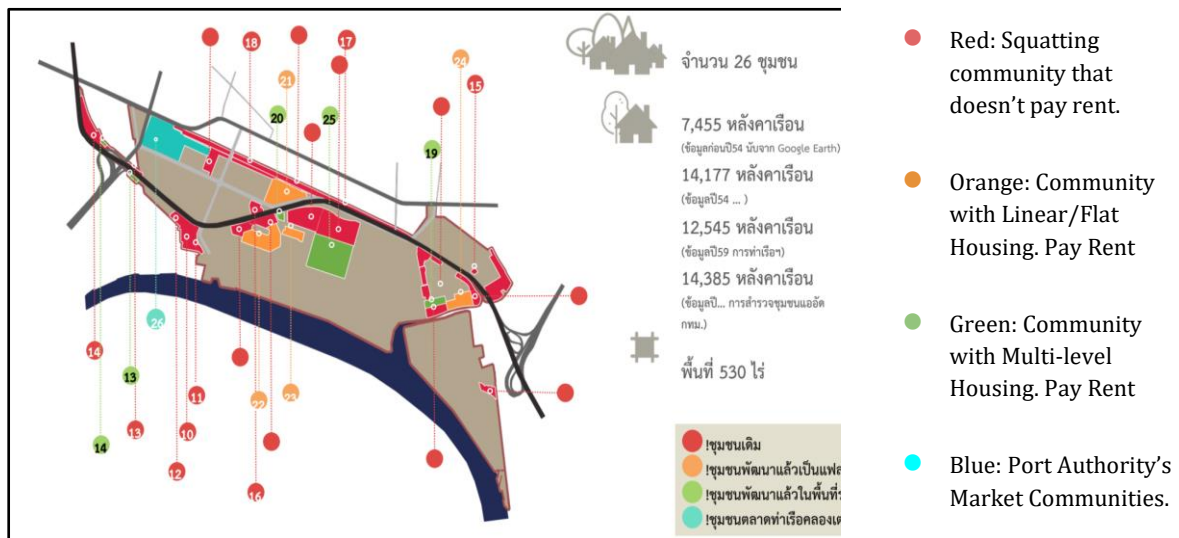 18
17
21
24
15
20
25
19
26
14
13
11
14
13
10
12
22
23
16
จำนวน 26 ชุมชน
7,455 หลังคาเรือน
(ข้อมูลก่อนปี54 นับจาก Google Earth)
14,177 หลังคาเรือน
(ข้อมูลปี54 ... )
12,545 หลังคาเรือน
(ข้อมูลปี59 การท่าเรือฯ)
14,385 หลังคาเรือน
(ข้อมูลปี... การสำรวจชุมชนแออัด
กทม.)
พื้นที่ 530 ไร่
!ชุมชนเดิม
!ชุมชนพัฒนาแล้วเป็นแฟล
!ชุมชนพัฒนาแล้วในพื้นที่ร
!ชุมชนตลาดท่าเรือคลองเต
Red: Squatting
community that
doesn’t pay rent.
Orange: Community
with Linear/Flat
Housing. Pay Rent
Green: Community
with Multi-level
Housing. Pay Rent
Blue: Port Authority’s
Market Communities.